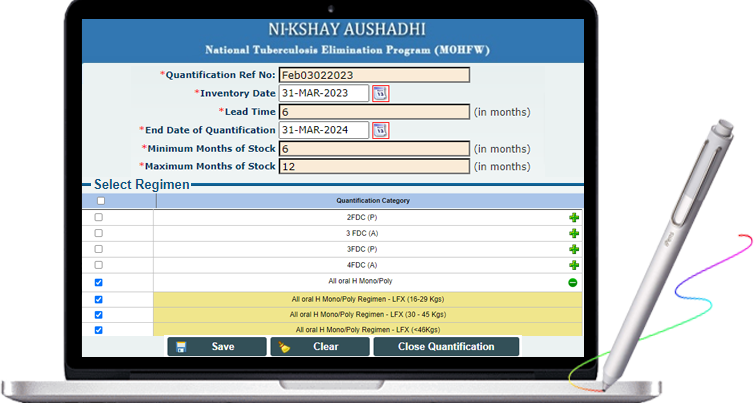 NI-KSHAY AUSHADHI
National Tuberculosis Elimination Program (MOHFW)
*Quantification Ref No: Feb03022023
*Inventory Date 31-MAR-2023
*Lead Time 6 (in months)
*End Date of Quantification 31-MAR-2024
*Minimum Months of Stock 6 (in months)
*Maximum Months of Stock 12 (in months)
Select Regimen
Quantification Category
2FDC (P)
3 FDC (A)
3FDC (P)
4FDC (A)
All oral H Mono/Poly
All oral H Mono/Poly Regimen - LFX (16-29 Kgs)
All oral H Mono/Poly Regimen - LFX (30 - 45 Kgs)
All oral H Mono/Poly Regimen - LFX (<46Kgs)
Save Clear Close Quantification